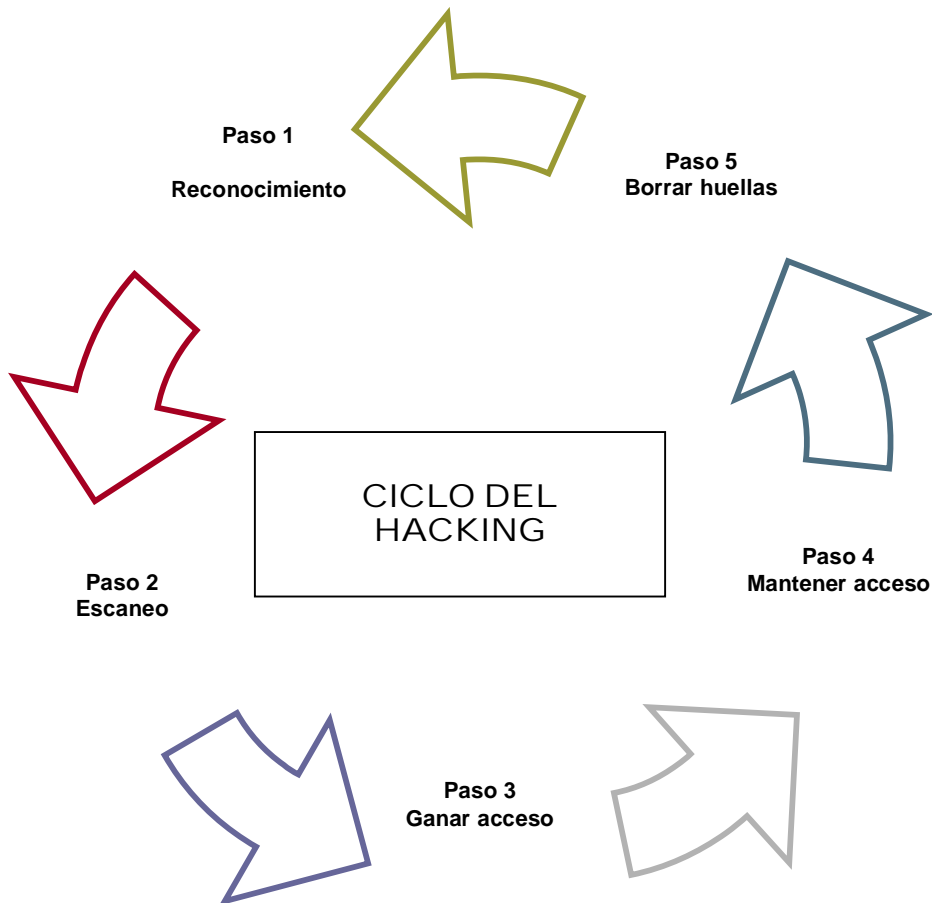 Paso 1
Reconocimiento
Paso 5
Borrar huellas
CICLO DEL
HACKING
Paso 2
Escaneo
Paso 4
Mantener acceso
Paso 3
Ganar acceso